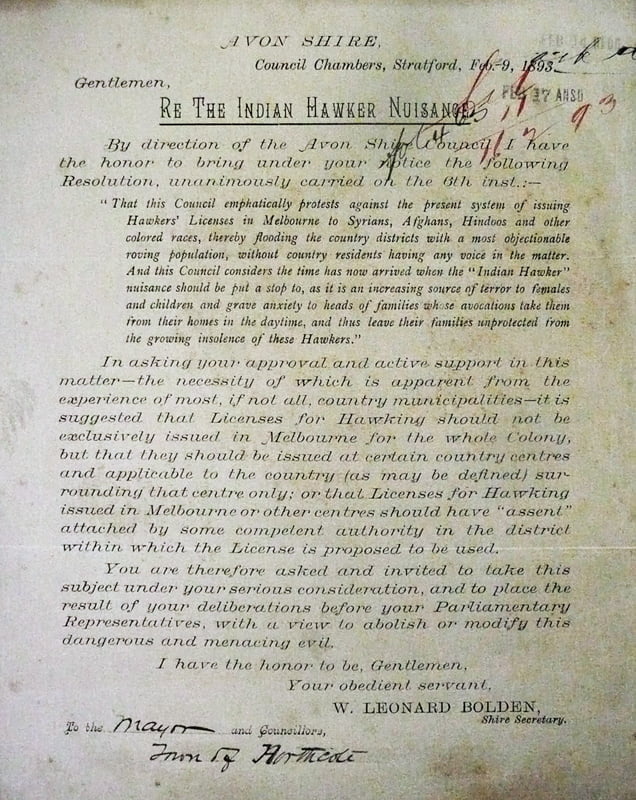 AVON SHIRE,
Council Chambers, Stratford, Feb. 9, 1893.
Gentlemen,
RE THE INDIAN HAWKER NUISANCE.
By direction of the Avon Shire Council I have
the honor to bring under your notice the following
Resolution, unanimously carried on the 6th inst.:—
"That this Council emphatically protests against the present system of issuing
Hawkers' Licenses in Melbourne to Syrians, Afghans, Hindoos and other
colored races, thereby flooding the country districts with a most objectionable
roving population, without country residents having any voice in the matter.
And this Council considers the time has now arrived when the "Indian Hawker"
nuisance should be put a stop to, as it is an increasing source of terror to females
and children and grave anxiety to heads of families whose avocations take them
from their homes in the daytime, and thus leave their families unprotected from
the growing insolence of these Hawkers."
In asking your approval and active support in this
matter—the necessity of which is apparent from the
experience of most, if not all, country municipalities—it is
suggested that Licenses for Hawking should not be
exclusively issued in Melbourne for the whole Colony,
but that they should be issued at certain country centres
and applicable to the country (as may be defined) sur-
rounding that centre only; or that Licenses for Hawking
issued in Melbourne or other centres should have "assent"
attached by some competent authority in the district
within which the License is proposed to be used.
You are therefore asked and invited to take this
subject under your serious consideration, and to place the
result of your deliberations before your Parliamentary
Representatives, with a view to abolish or modify this
dangerous and menacing evil.
I have the honor to be, Gentlemen,
Your obedient servant,
W. LEONARD BOLDEN,
Shire Secretary.
To the Mayor and Councillors,
Town of Northcote